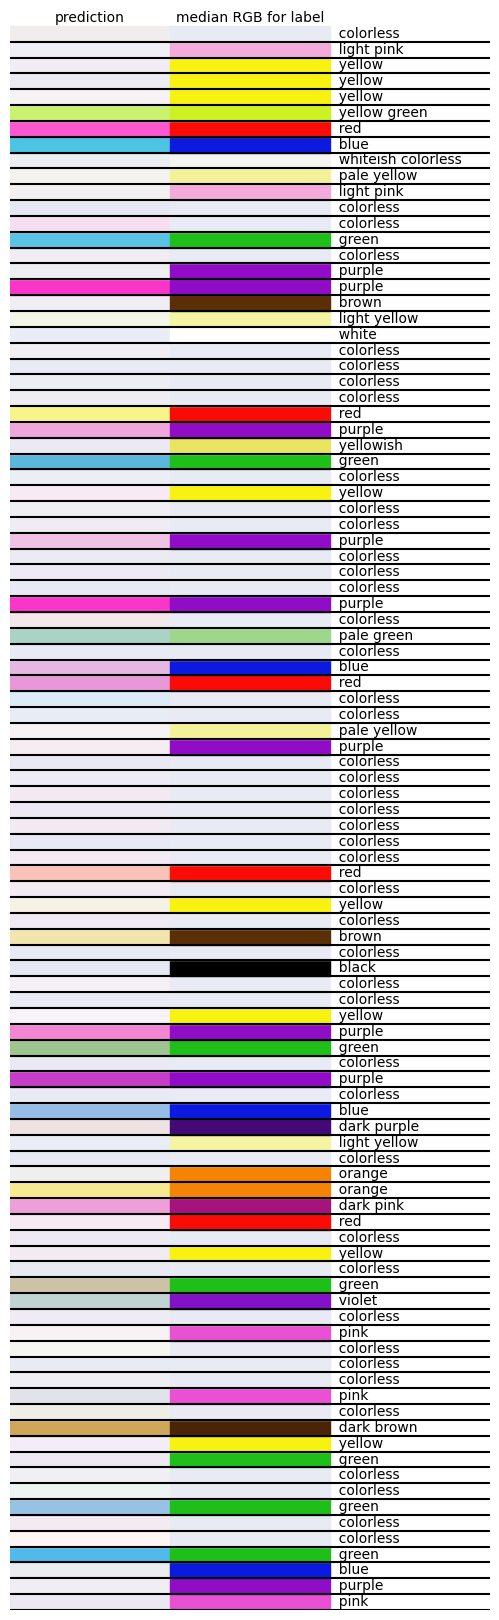 prediction median RGB for label
colorless
light pink
yellow
yellow
yellow
yellow green
red
blue
whiteish colorless
pale yellow
light pink
colorless
colorless
green
colorless
purple
purple
brown
light yellow
white
colorless
colorless
colorless
colorless
red
purple
yellowish
green
colorless
yellow
colorless
colorless
purple
colorless
colorless
colorless
purple
colorless
pale green
colorless
blue
red
colorless
colorless
pale yellow
purple
colorless
colorless
colorless
colorless
colorless
colorless
colorless
red
colorless
yellow
colorless
brown
colorless
black
colorless
colorless
yellow
purple
green
colorless
purple
colorless
blue
dark purple
light yellow
colorless
orange
orange
dark pink
red
colorless
yellow
colorless
green
violet
colorless
pink
colorless
colorless
colorless
pink
colorless
dark brown
yellow
green
colorless
colorless
green
colorless
colorless
green
blue
purple
pink